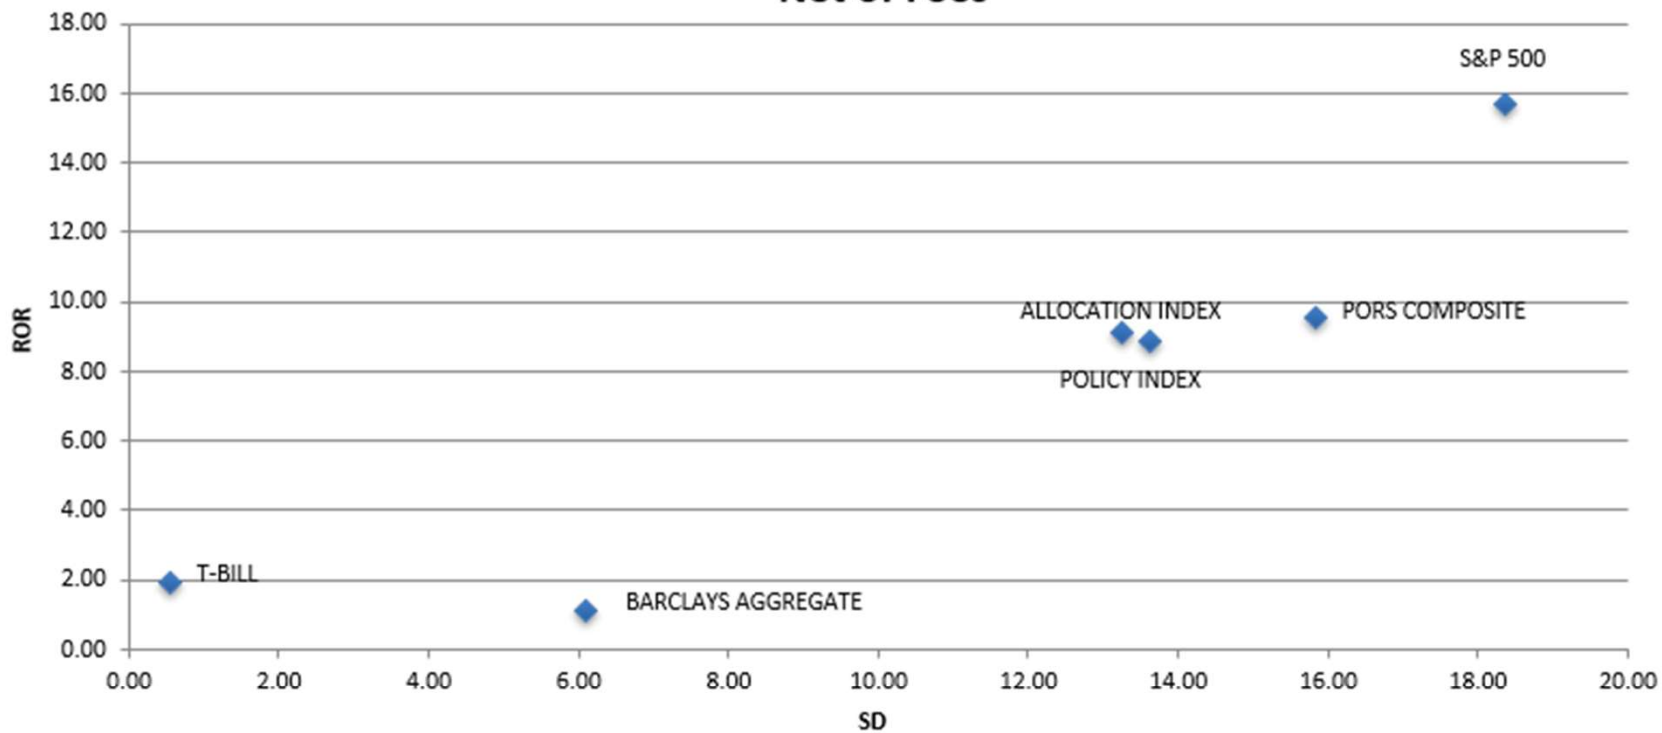 18.00
16.00
14.00
12.00
10.00
8.00
6.00
4.00
2.00
0.00
ROR
S&P 500
ALLOCATION INDEX
PORS COMPOSITE
POLICY INDEX
T-BILL
BARCLAYS AGGREGATE
0.00 2.00 4.00 6.00 8.00 10.00 12.00 14.00 16.00 18.00 20.00
SD